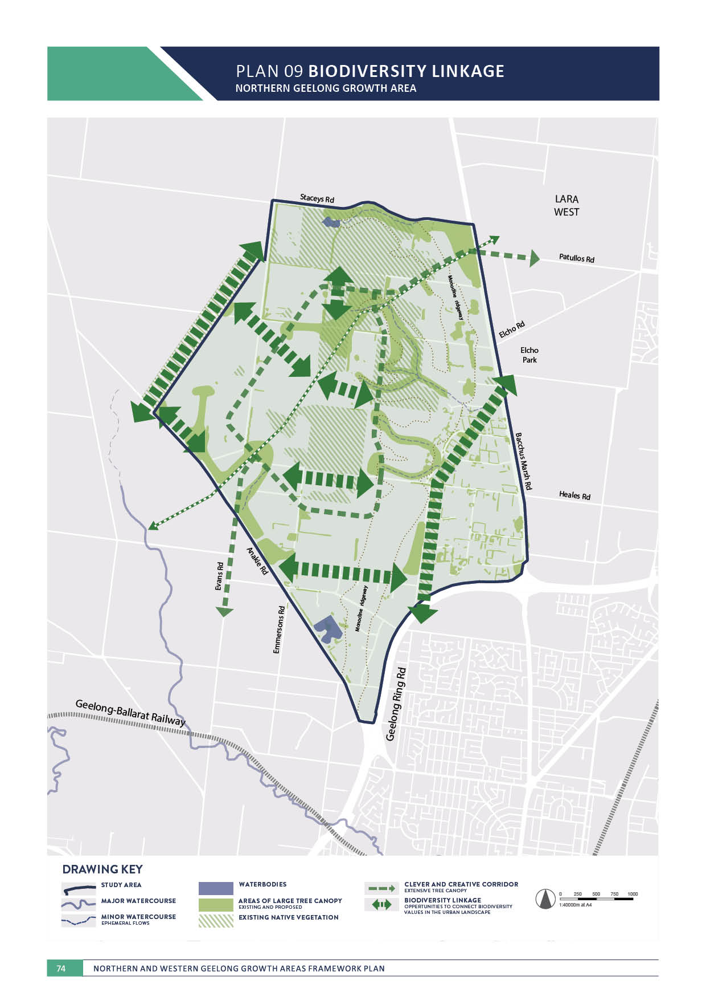 PLAN 09 BIODIVERSITY LINKAGE
NORTHERN GEELONG GROWTH AREA
Staceys Rd
LARA
WEST
Patullos Rd
Monodine ridgeway
Elcho Rd
Elcho
Park
Bacchus Marsh Rd
Heales Rd
Anakie Rd
Evans Rd
Emmersons Rd
Monodine ridgeway
Geelong Ring Rd
Geelong-Ballarat Railway
DRAWING KEY
STUDY AREA
MAJOR WATERCOURSE
MINOR WATERCOURSE
EPHEMERAL FLOWS
WATERBODIES
AREAS OF LARGE TREE CANOPY
EXISTING AND PROPOSED
EXISTING NATIVE VEGETATION
CLEVER AND CREATIVE CORRIDOR
EXTENSIVE TREE CANOPY
BIODIVERSITY LINKAGE
OPPERTUNITIES TO CONNECT BIODIVERSITY
VALUES IN THE URBAN LANDSCAPE
0 250 500 750 1000
1:40000m at A4
74 NORTHERN AND WESTERN GEELONG GROWTH AREAS FRAMEWORK PLAN